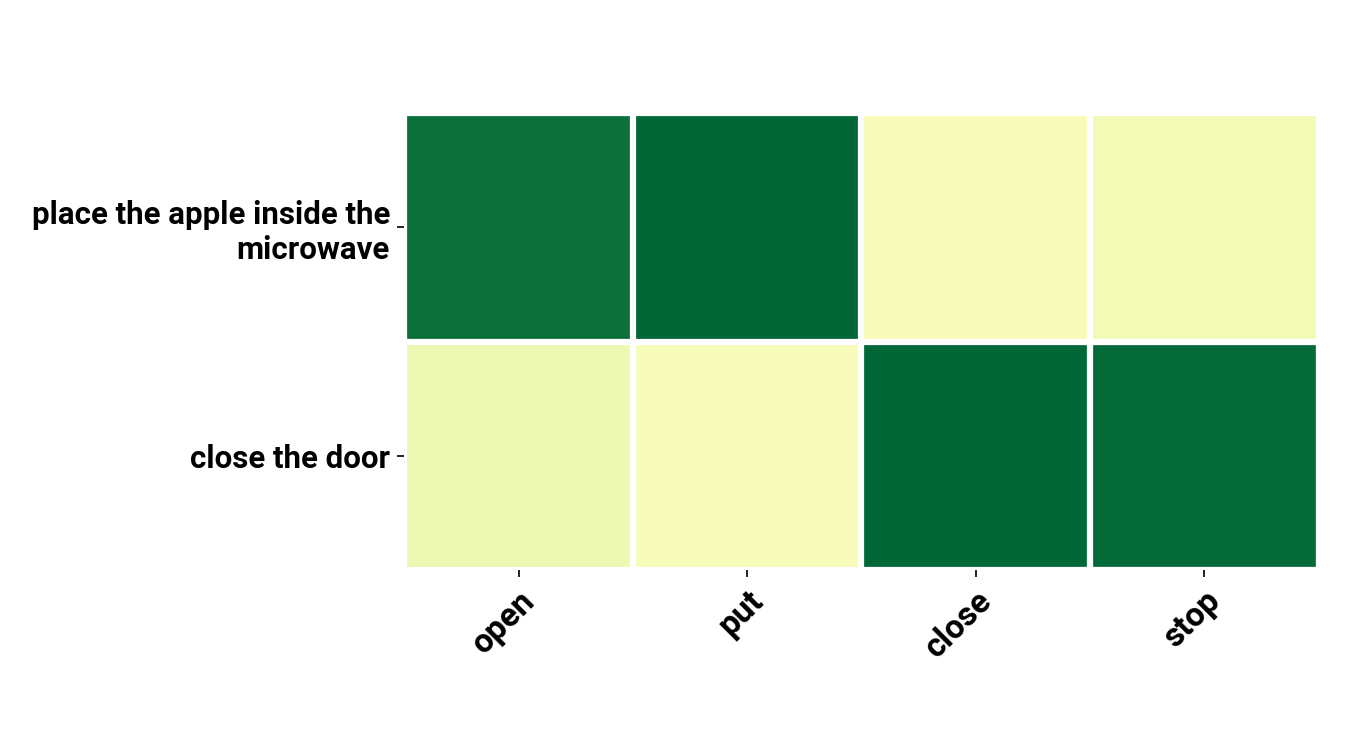 place the apple inside the
microwave
close the door
open
put
close
stop